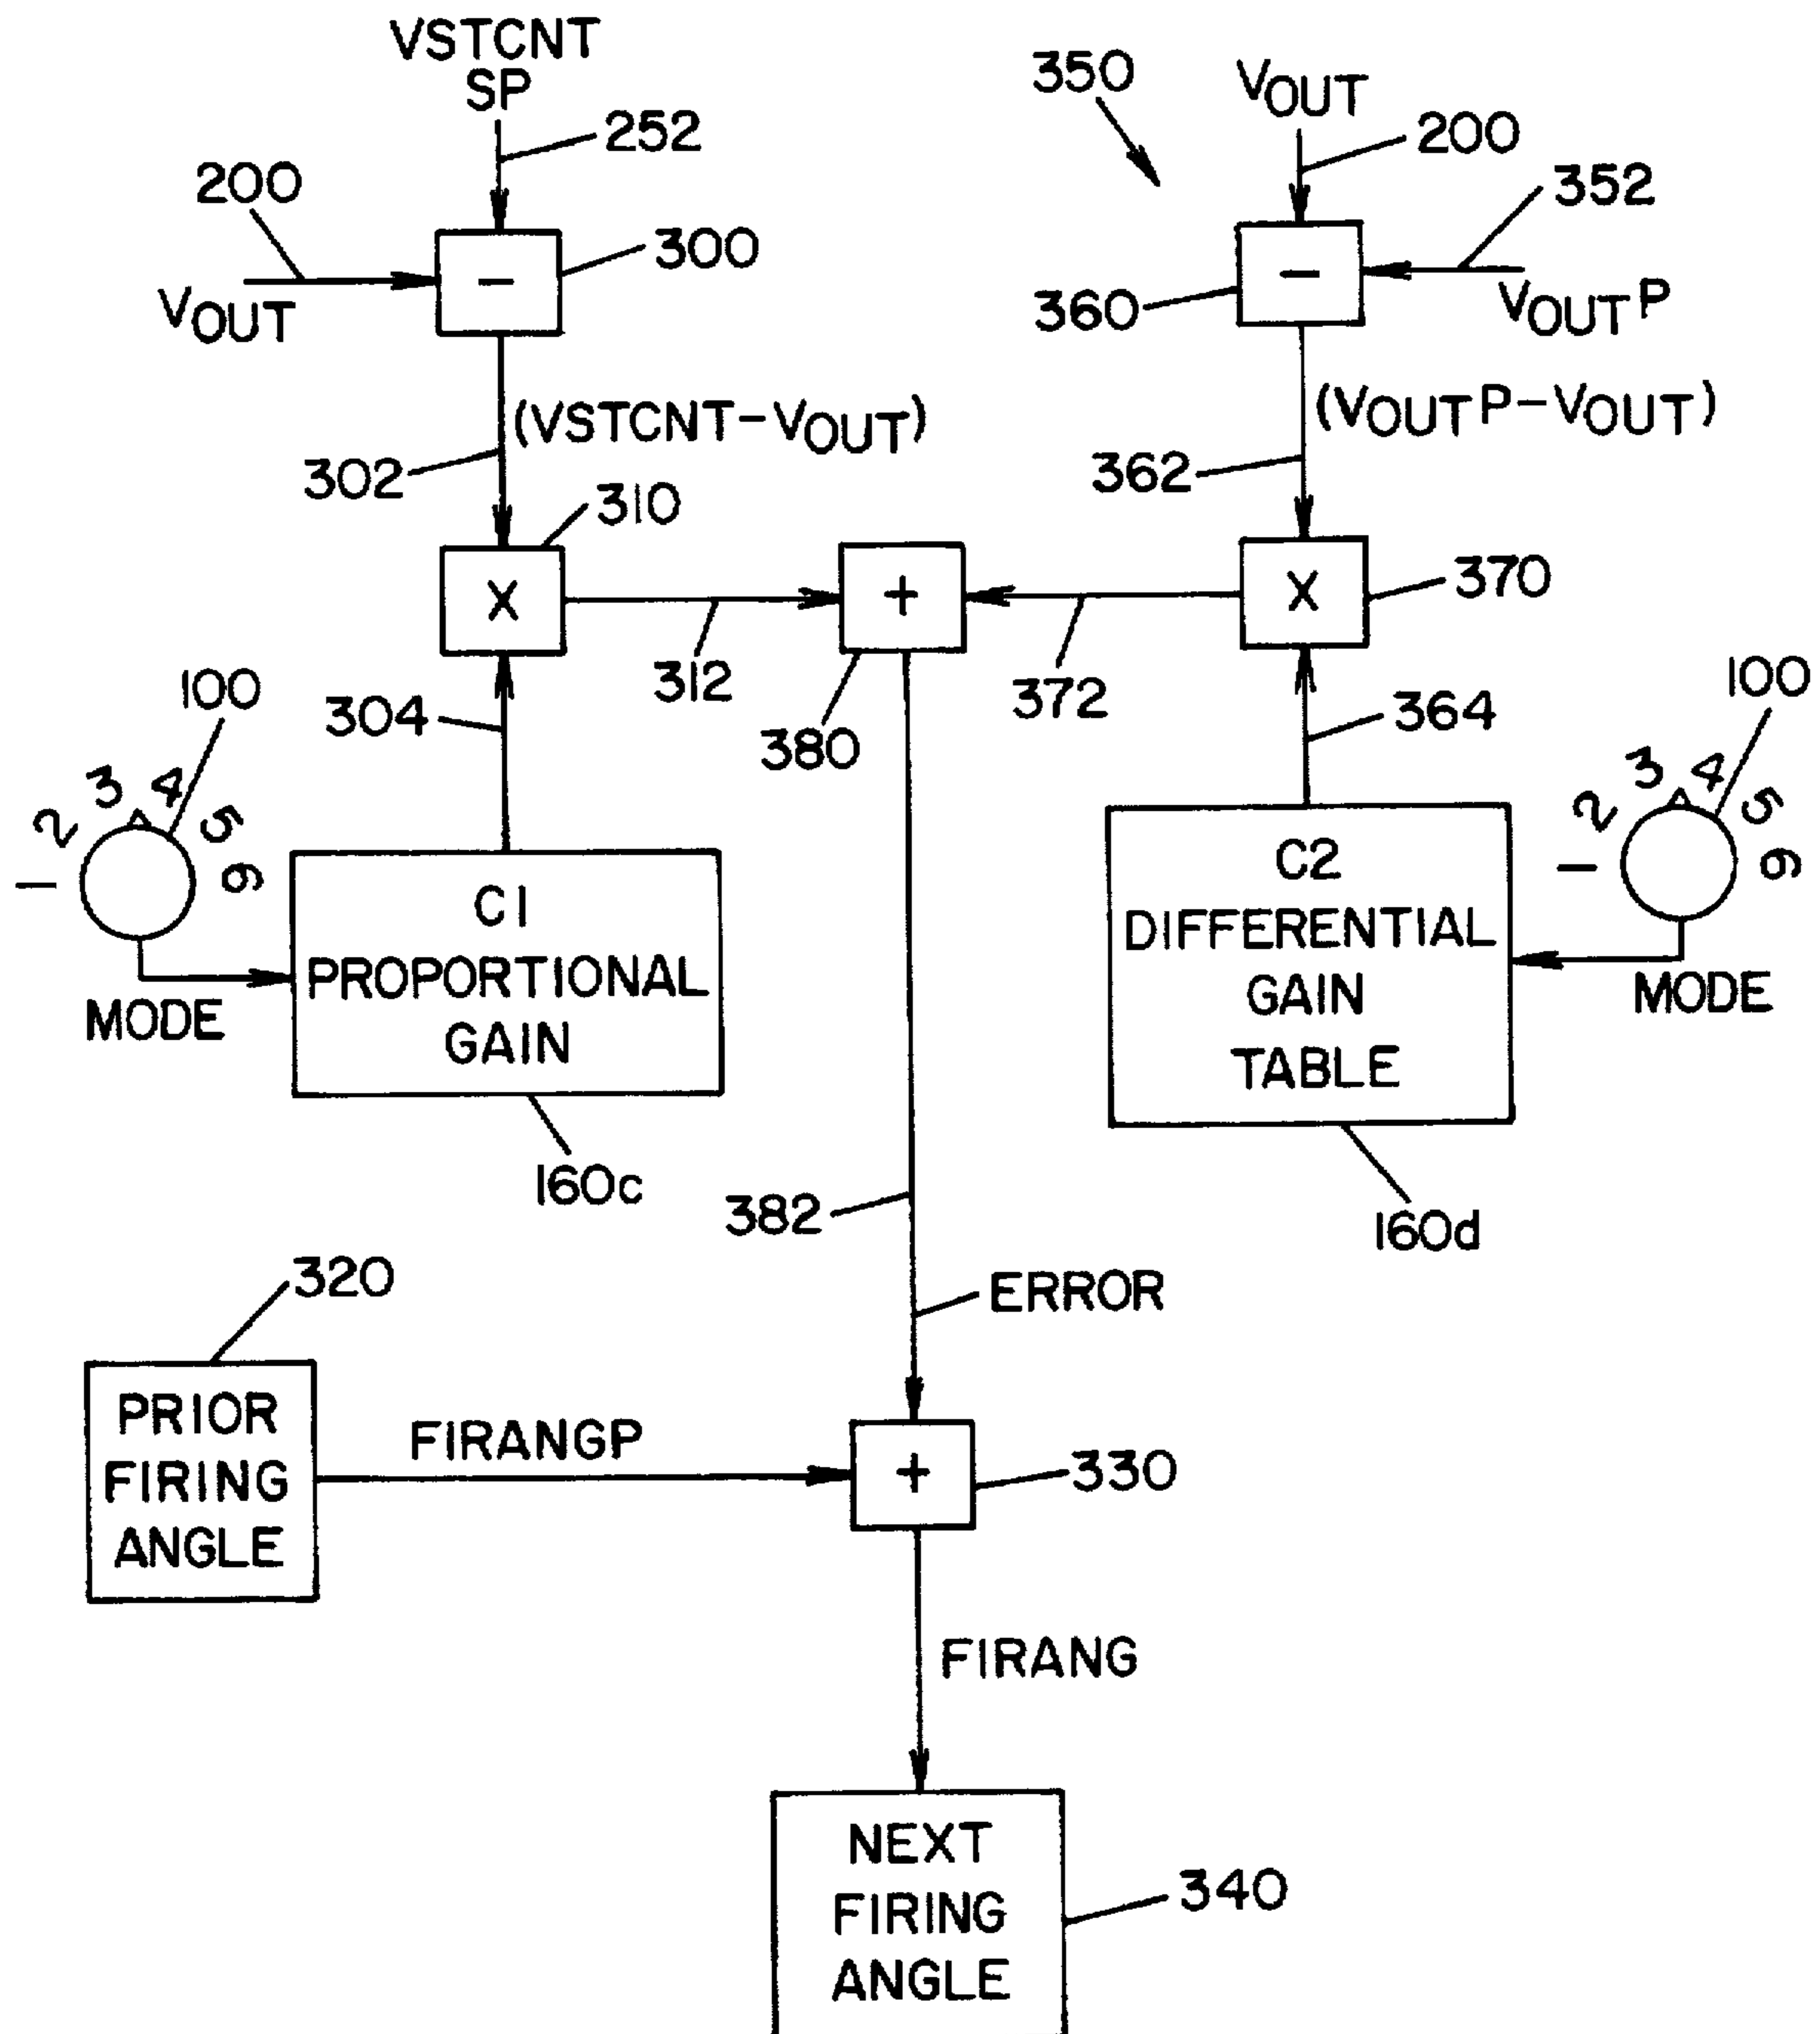 VSTCNT
SP
350
VOUT
252
200
200
352
300
360
VOUT
VOUTP
(VSTCNT-VOUT)
(VOUTP-VOUT)
302
362
310
-
-
X
+
X
370
312
372
304
380
364
100
100
1 2 3 4 5 6
1 2 3 4 5 6
C1
PROPORTIONAL
GAIN
C2
DIFFERENTIAL
GAIN
TABLE
MODE
MODE
160c
382
160d
320
ERROR
PRIOR
FIRING
ANGLE
FIRANGP
+
330
FIRANG
NEXT
FIRING
ANGLE
340